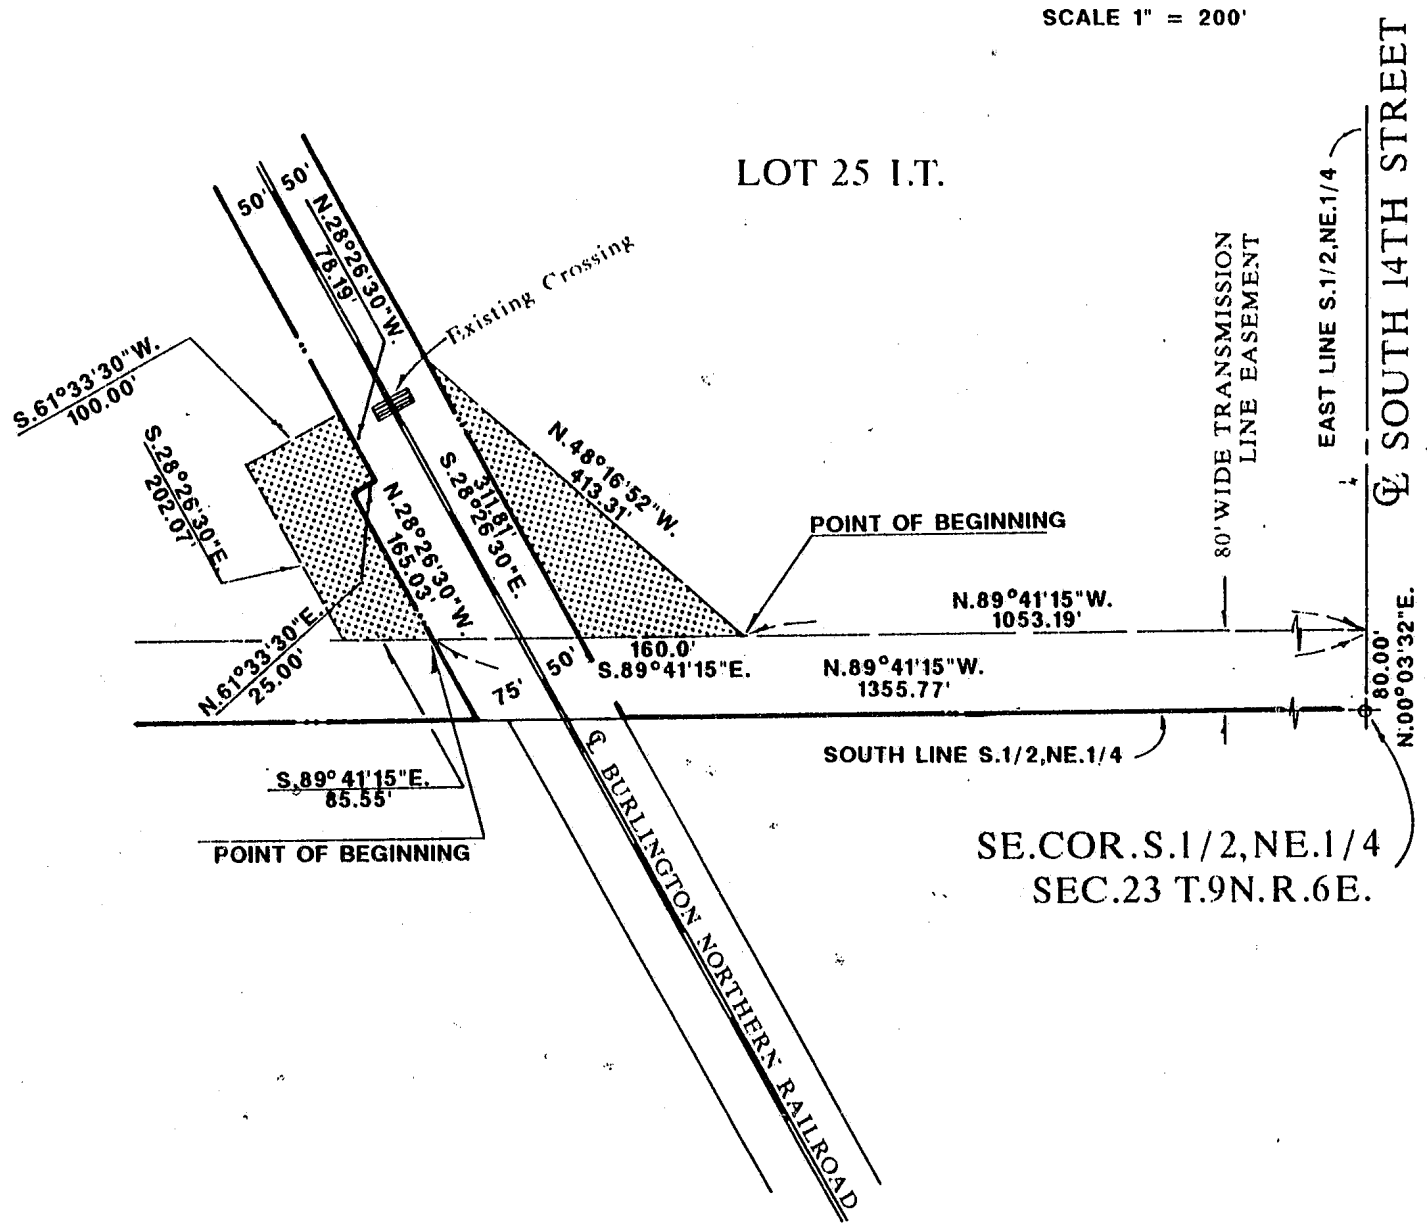 SCALE 1" = 200'
SOUTH 14TH STREET
EAST LINE S.1/2,NE.1/4
LOT 25 I.T.
50'
50'
N.28°26'30"W.
78.19'
Existing Crossing
80' WIDE TRANSMISSION
LINE EASEMENT
S.61°33'30"W.
100.00'
S.28°26'30"E.
202.07'
N.48°16'52"W.
413.31'
311.81'
S.28°26'30"E.
N.28°26'30"W.
165.03'
POINT OF BEGINNING
N.89°41'15"W.
1053.19'
N.61°33'30"E.
25.00'
160.0'
S.89°41'15"E.
50'
75'
N.89°41'15"W.
1355.77'
80.00'
N.00°03'32"E.
SOUTH LINE S.1/2,NE.1/4
S.89°41'15"E.
85.55'
POINT OF BEGINNING
℄ BURLINGTON NORTHERN RAILROAD
SE.COR.S.1/2,NE.1/4
SEC.23 T.9N.R.6E.